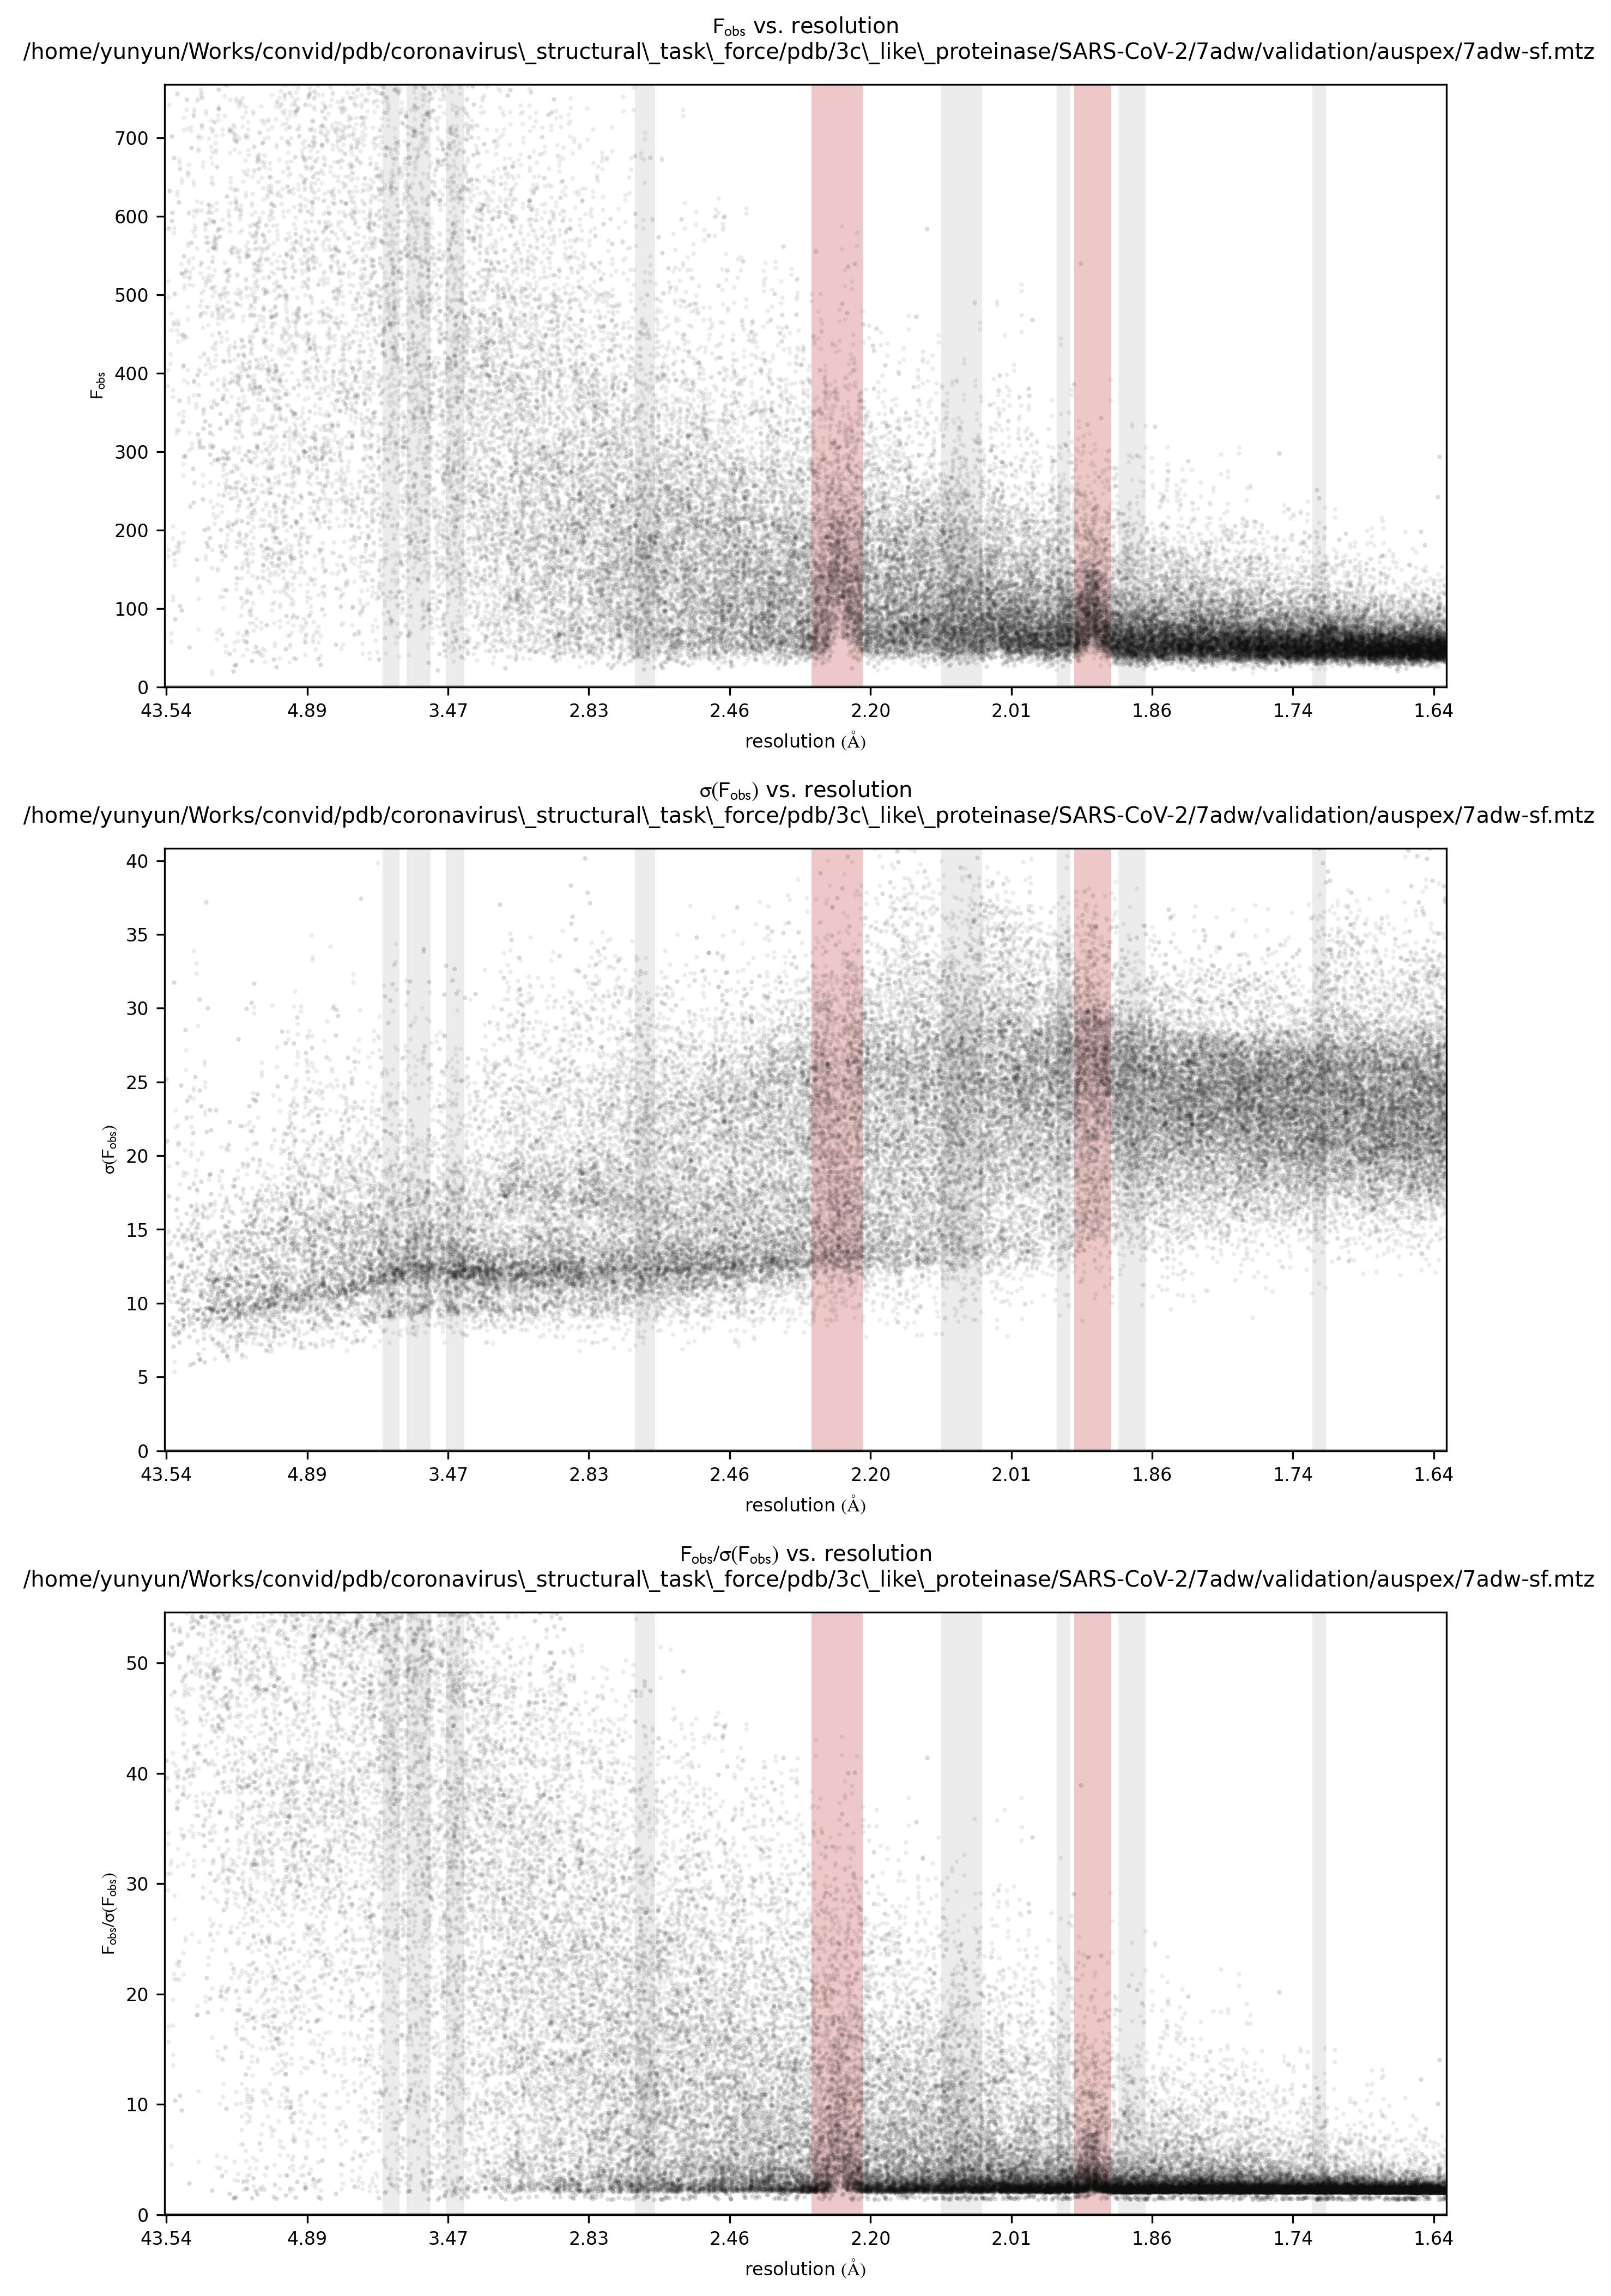 Fobs vs. resolution
/home/yunyun/Works/convid/pdb/coronavirus\_structural\_task\_force/pdb/3c\_like\_proteinase/SARS-CoV-2/7adw/validation/auspex/7adw-sf.mtz
700
600
500
400
300
200
100
0
Fobs
43.54 4.89 3.47 2.83 2.46 2.20 2.01 1.86 1.74 1.64
resolution (Å)
σ(Fobs) vs. resolution
/home/yunyun/Works/convid/pdb/coronavirus\_structural\_task\_force/pdb/3c\_like\_proteinase/SARS-CoV-2/7adw/validation/auspex/7adw-sf.mtz
40
35
30
25
20
15
10
5
0
σ(Fobs)
43.54 4.89 3.47 2.83 2.46 2.20 2.01 1.86 1.74 1.64
resolution (Å)
Fobs/σ(Fobs) vs. resolution
/home/yunyun/Works/convid/pdb/coronavirus\_structural\_task\_force/pdb/3c\_like\_proteinase/SARS-CoV-2/7adw/validation/auspex/7adw-sf.mtz
50
40
30
20
10
0
Fobs/σ(Fobs)
43.54 4.89 3.47 2.83 2.46 2.20 2.01 1.86 1.74 1.64
resolution (Å)